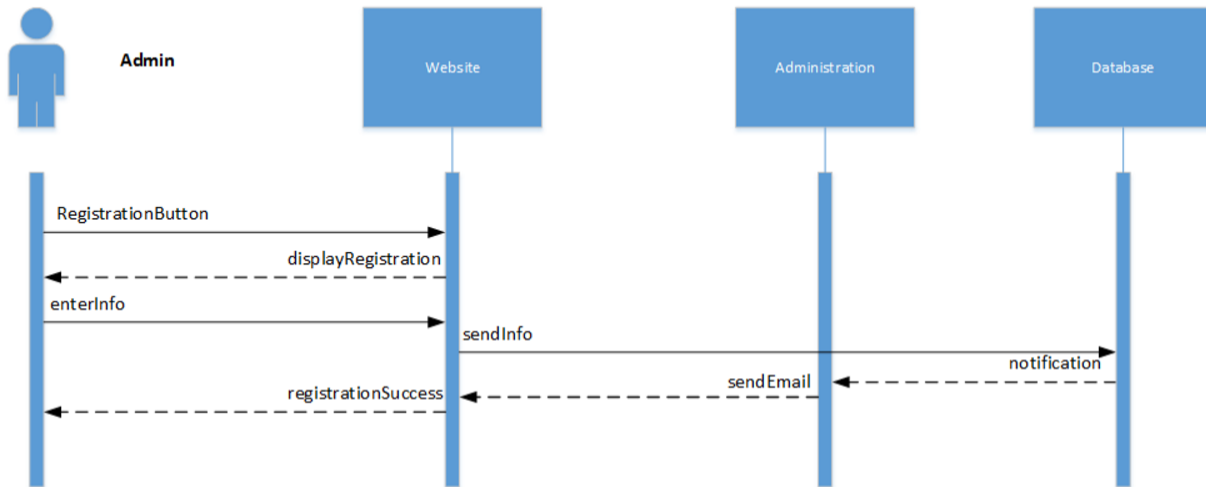 Admin
Website
Administration
Database
RegistrationButton
displayRegistration
enterInfo
sendInfo
notification
sendEmail
registrationSuccess